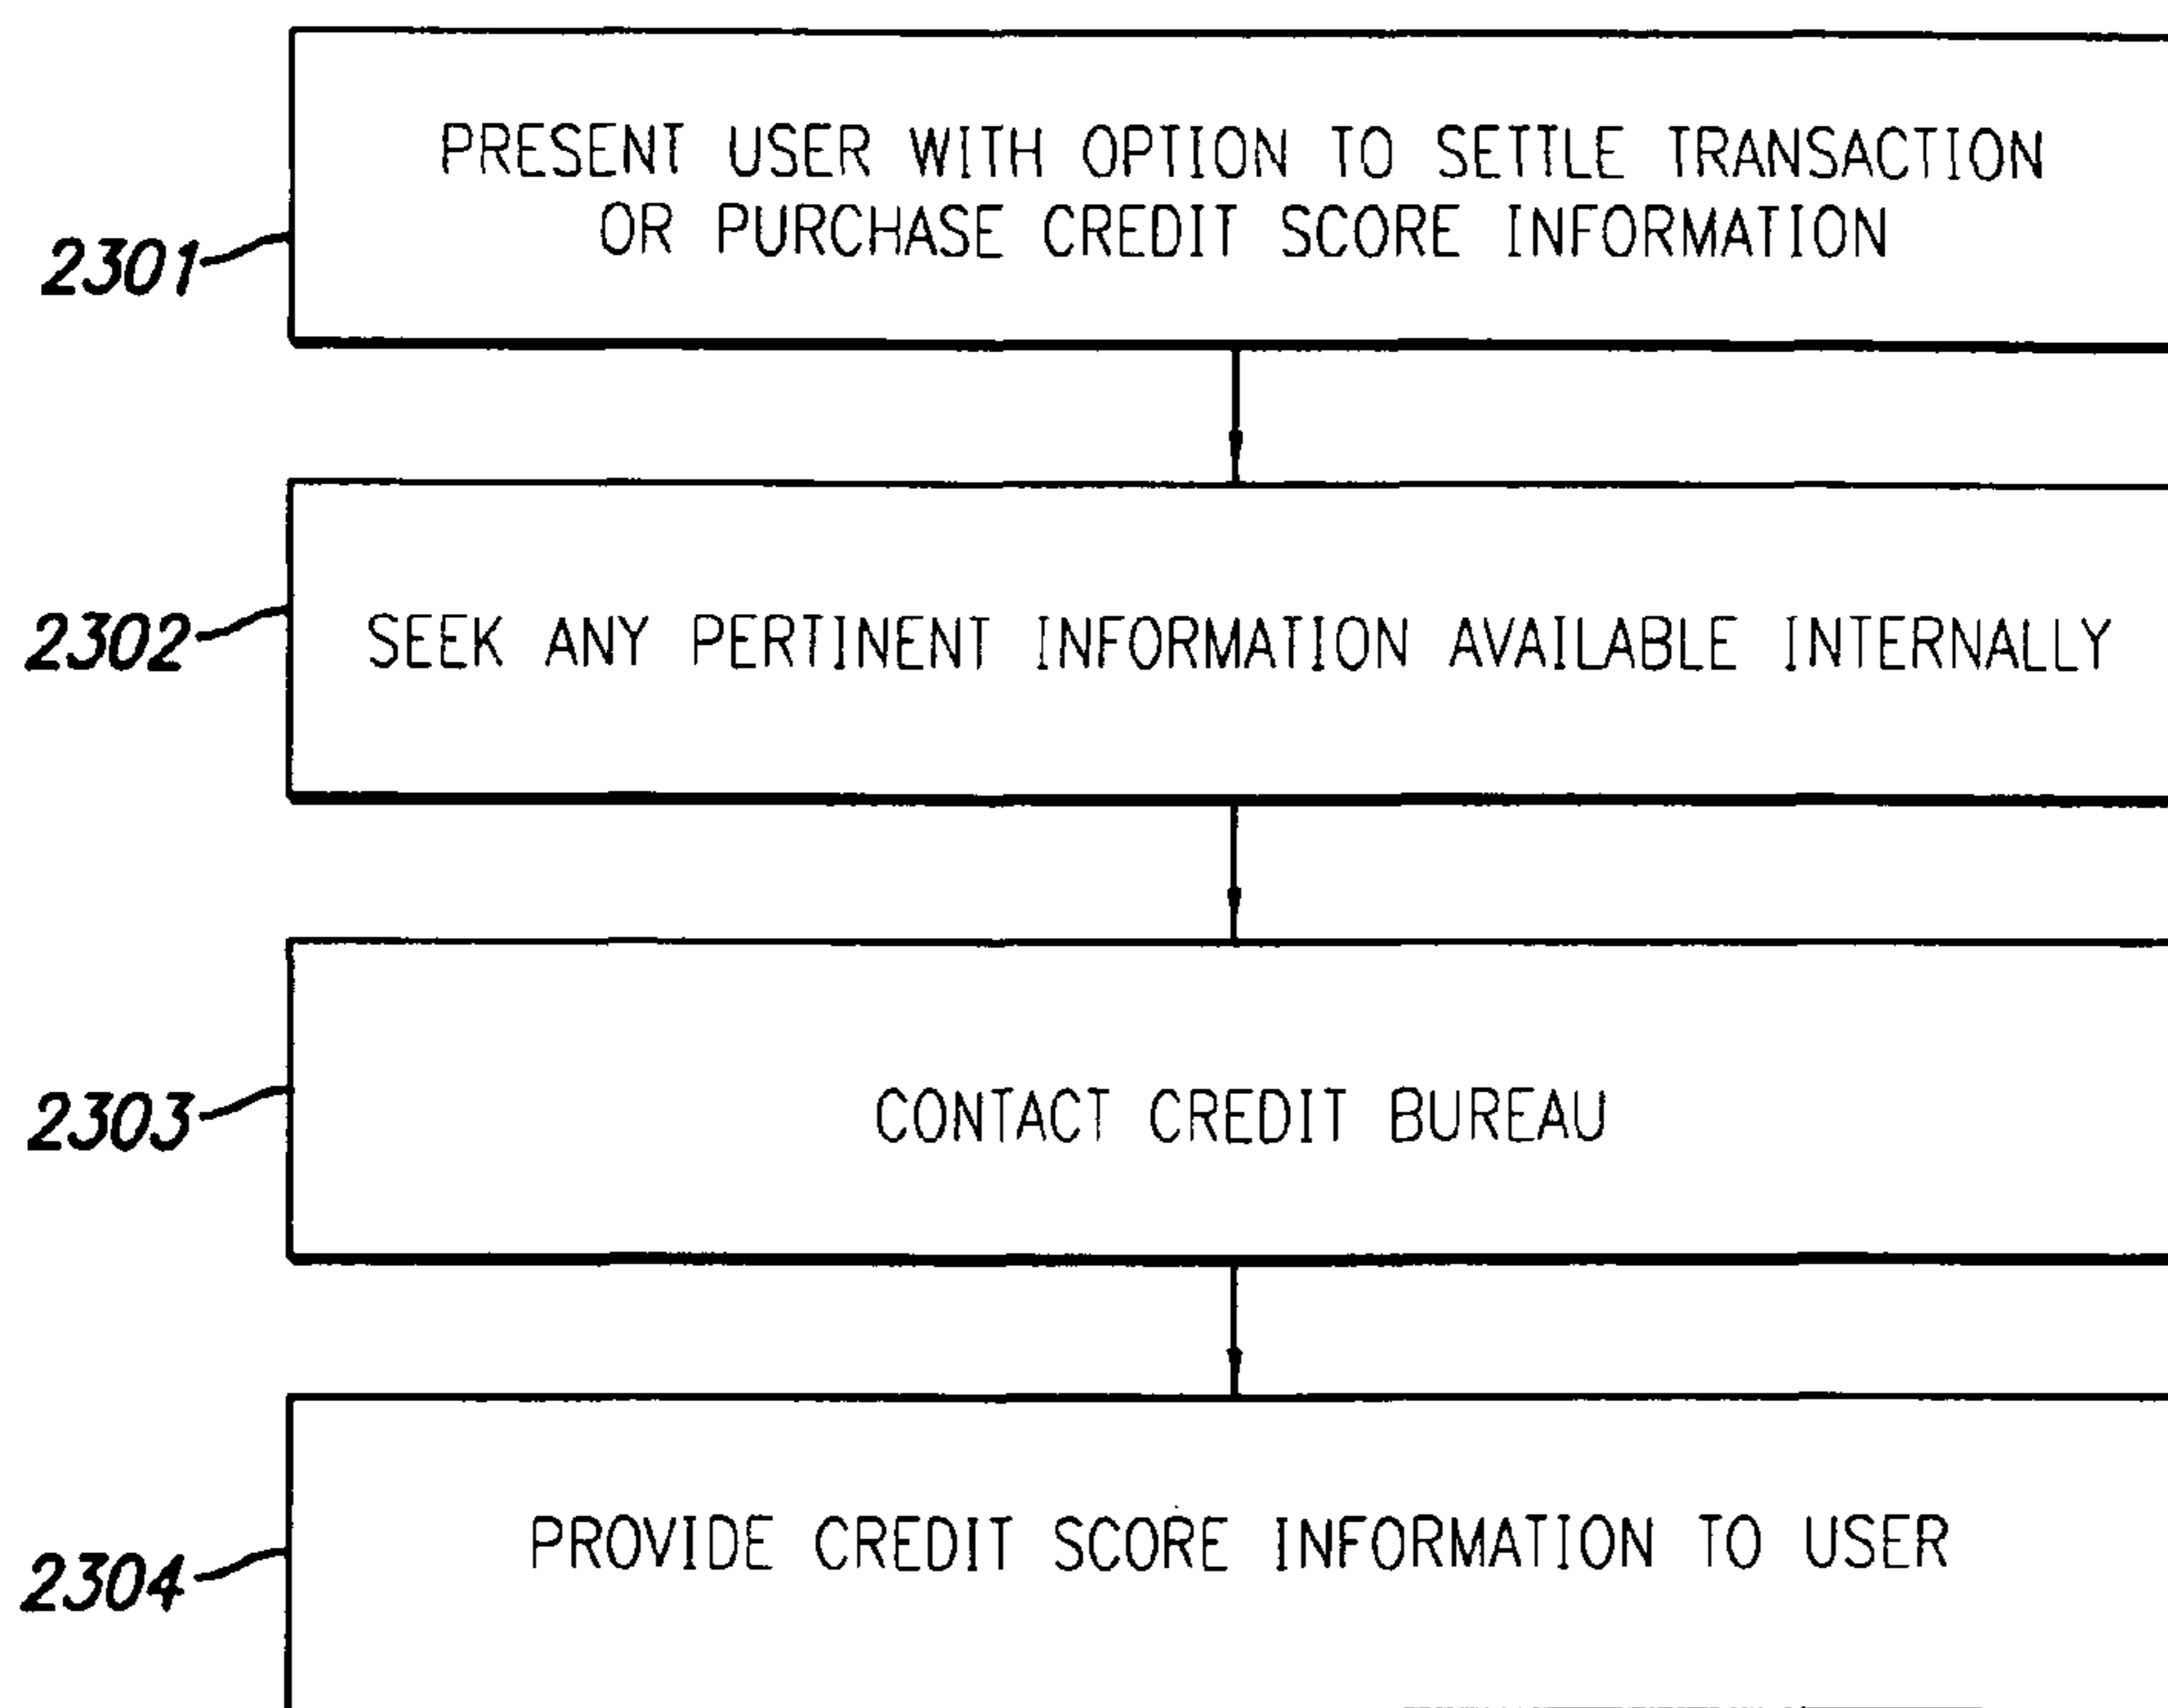 PRESENT USER WITH OPTION TO SETTLE TRANSACTION
OR PURCHASE CREDIT SCORE INFORMATION
2301
2302
SEEK ANY PERTINENT INFORMATION AVAILABLE INTERNALLY
2303
CONTACT CREDIT BUREAU
PROVIDE CREDIT SCORE INFORMATION TO USER
2304